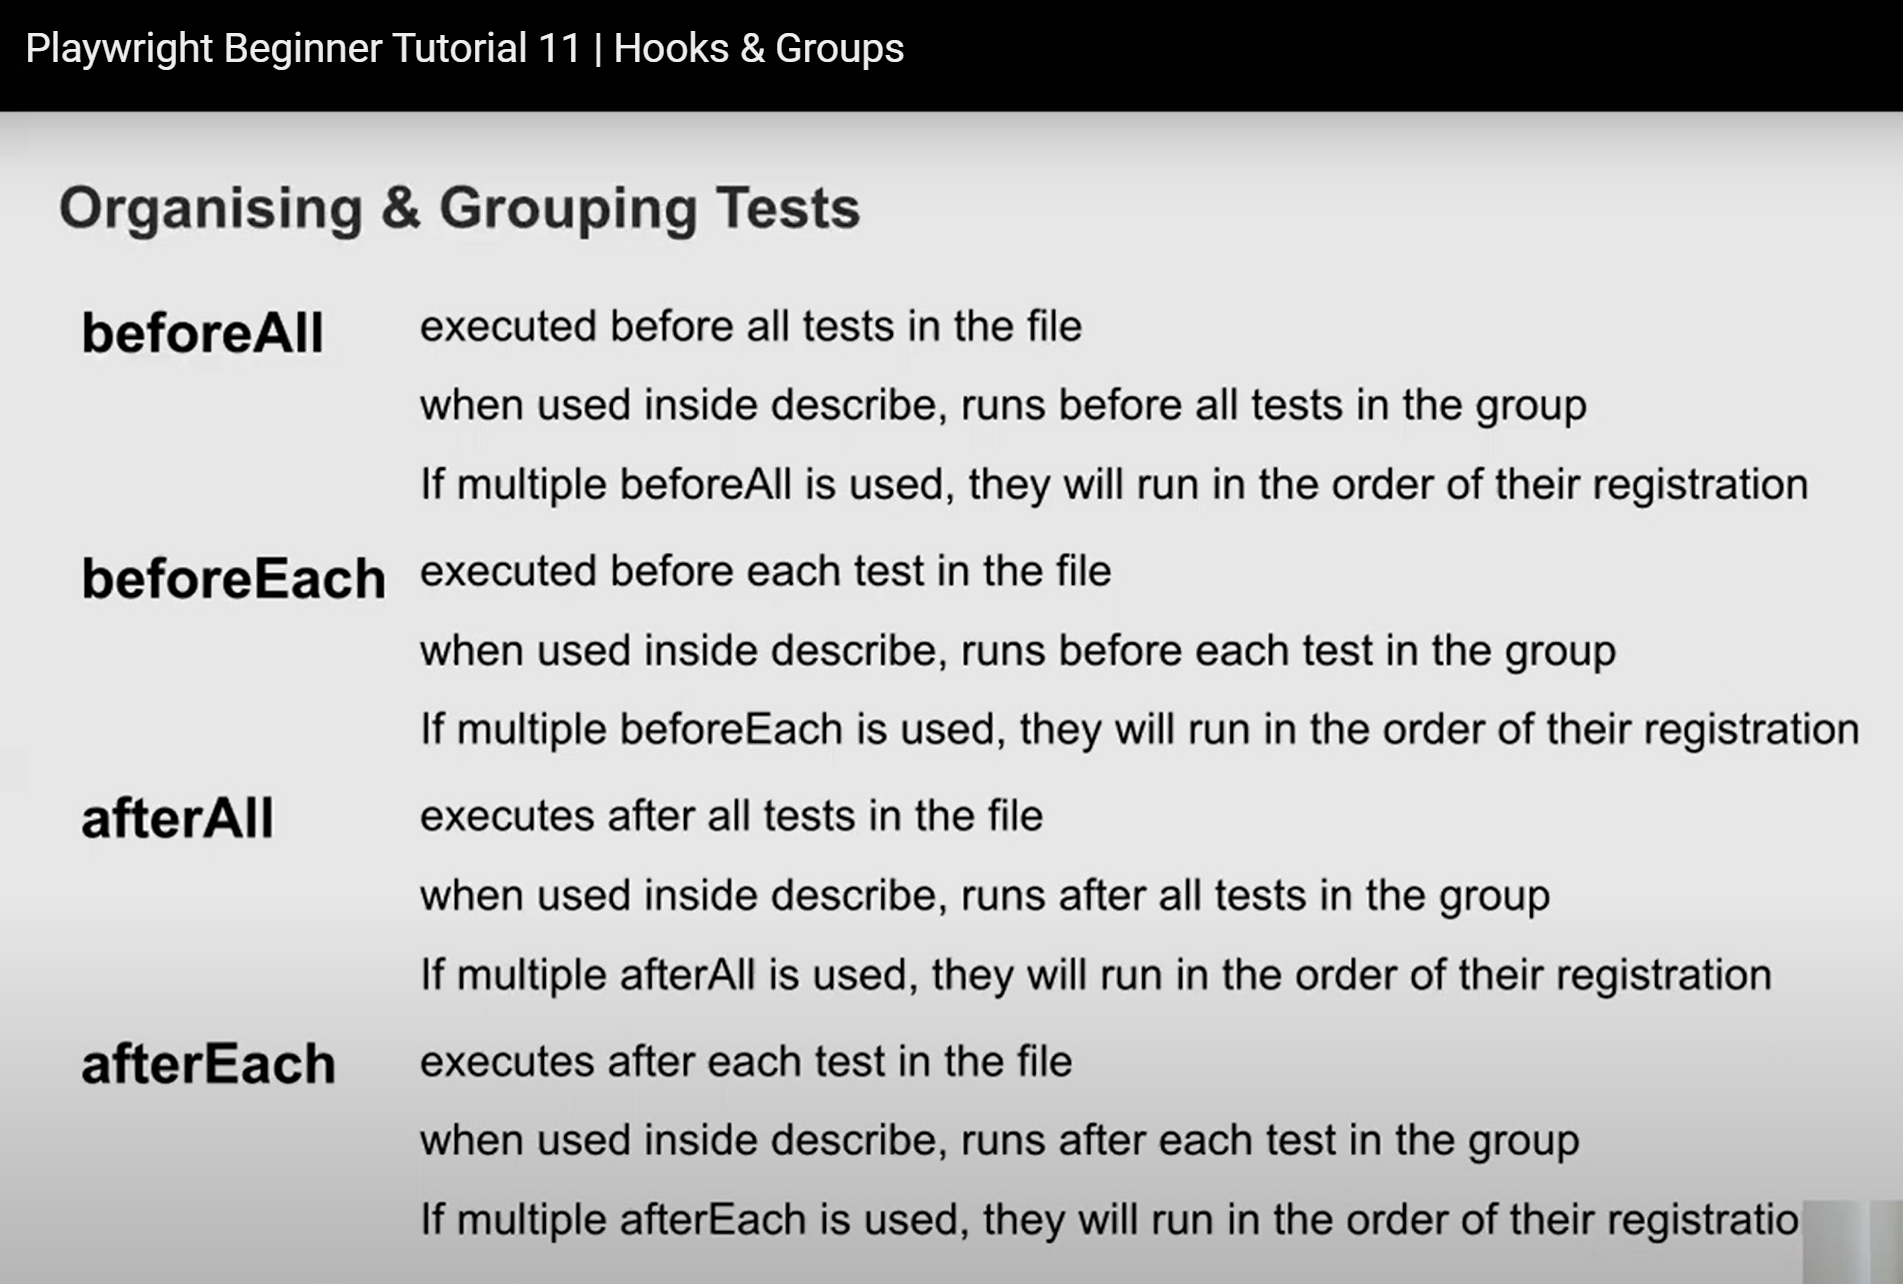 Playwright Beginner Tutorial 11 | Hooks & Groups
Organising & Grouping Tests
beforeAll executed before all tests in the file
when used inside describe, runs before all tests in the group
If multiple beforeAll is used, they will run in the order of their registration
beforeEach executed before each test in the file
when used inside describe, runs before each test in the group
If multiple beforeEach is used, they will run in the order of their registration
afterAll executes after all tests in the file
when used inside describe, runs after all tests in the group
If multiple afterAll is used, they will run in the order of their registration
afterEach executes after each test in the file
when used inside describe, runs after each test in the group
If multiple afterEach is used, they will run in the order of their registratio